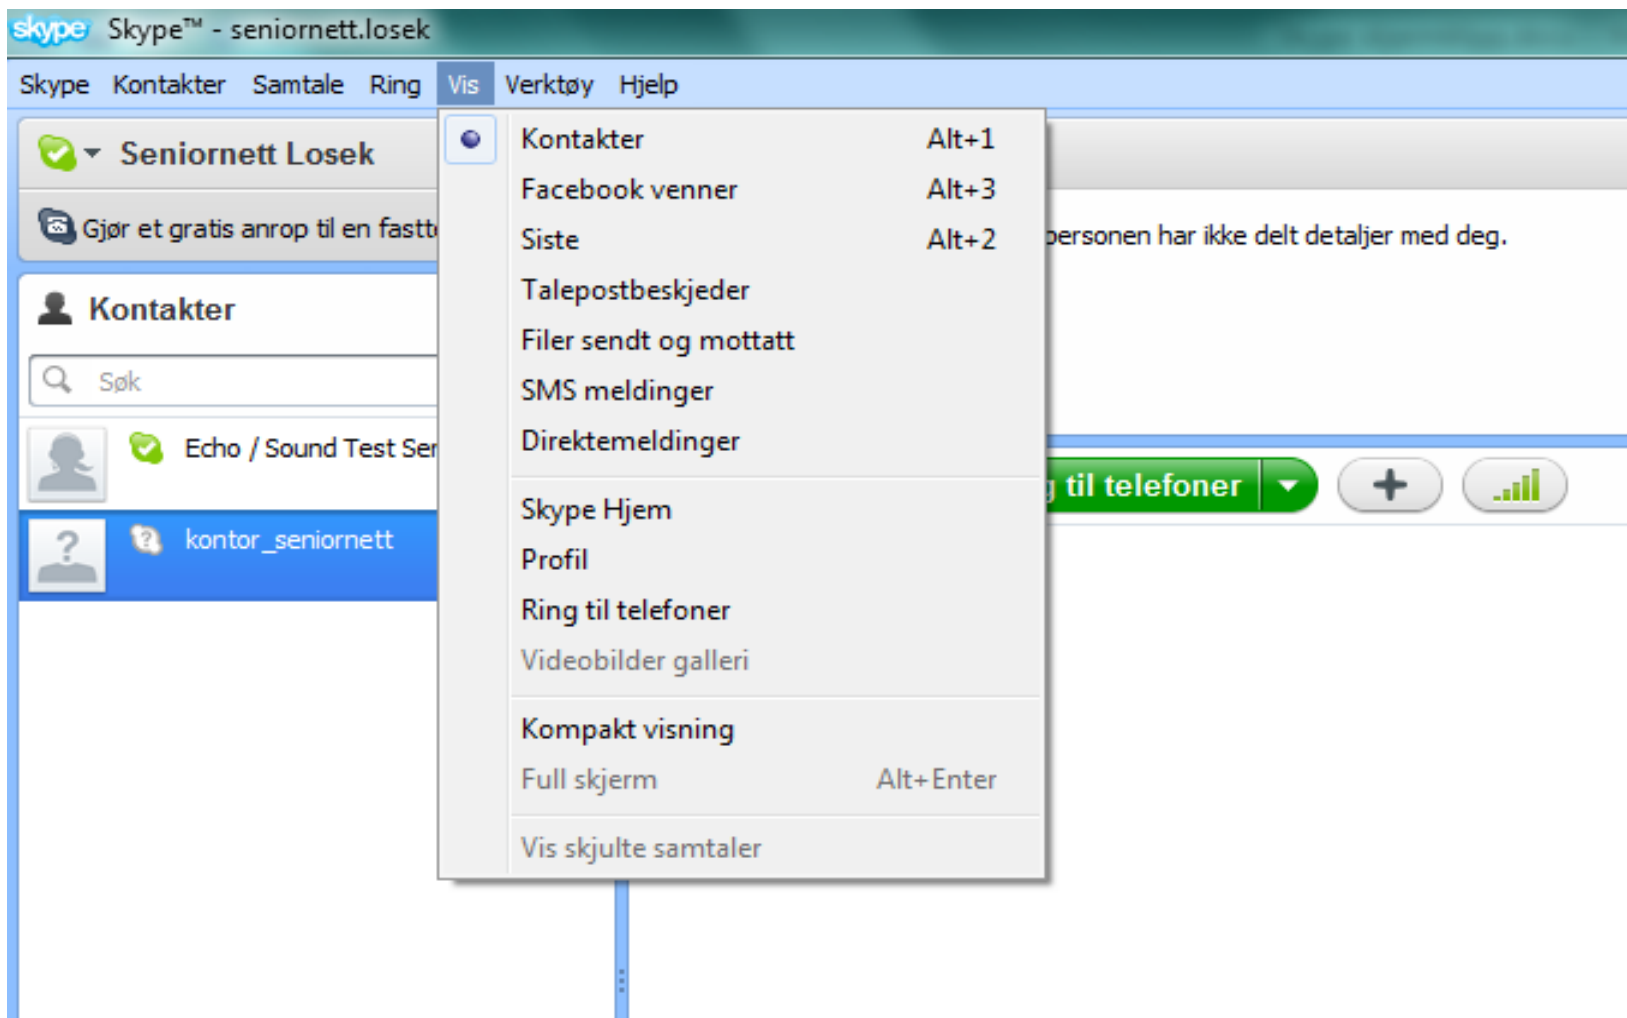 skype Skype™ - seniornett.losek
Skype Kontakter Samtale Ring Vis Verktøy Hjelp
Seniornett Losek
Gjør et gratis anrop til en
Kontakter
Søk
Echo / Sound Test
kontor_seniornett
Kontakter Alt+1
Facebook venner Alt+3
Siste Alt+2
Talepostbeskjeder
Filer sendt og mottatt
SMS meldinger
Direktemeldinger
Skype Hjem
Profil
Ring til telefoner
Videobilder galleri
Kompakt visning
Full skjerm Alt+Enter
Vis skjulte samtaler
personen har ikke delt detaljer med deg.
til telefoner